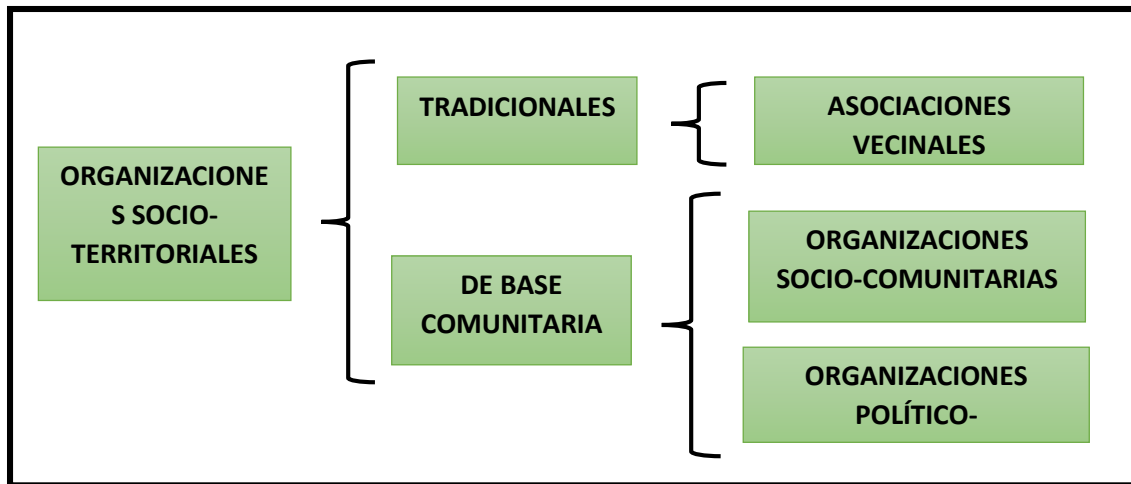 ORGANIZACIONE
S SOCIO-
TERRITORIALES
TRADICIONALES
ASOCIACIONES
VECINALES
DE BASE
COMUNITARIA
ORGANIZACIONES
SOCIO-COMUNITARIAS
ORGANIZACIONES
POLÍTICO-